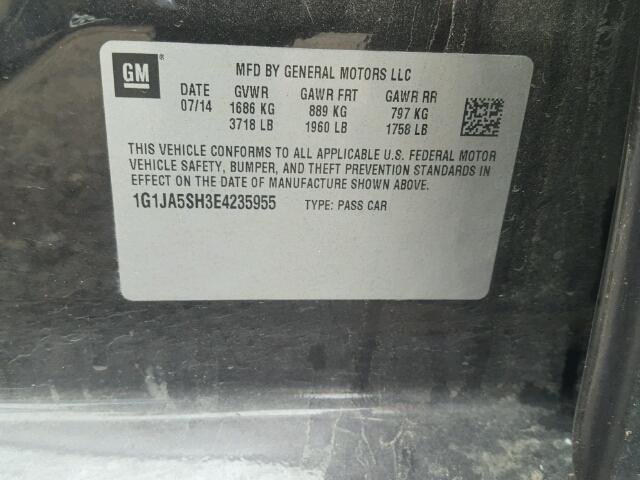 GM® MFD BY GENERAL MOTORS LLC
DATE GVWR GAWR FRT GAWR RR
07/14 1686 KG 889 KG 797 KG
3718 LB 1960 LB 1758 LB
THIS VEHICLE CONFORMS TO ALL APPLICABLE U.S. FEDERAL MOTOR
VEHICLE SAFETY, BUMPER, AND THEFT PREVENTION STANDARDS IN
EFFECT ON THE DATE OF MANUFACTURE SHOWN ABOVE.
1G1JA5SH3E4235955 TYPE: PASS CAR